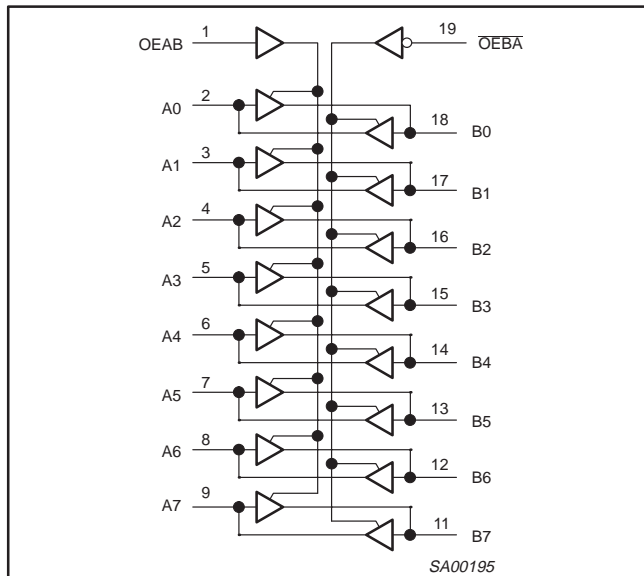 OEAB 1 19 O̅E̅B̅A̅
A0 2
18 B0
A1 3
17 B1
A2 4
16 B2
A3 5
15 B3
A4 6
14 B4
A5 7
13 B5
A6 8
12 B6
A7 9
11 B7
SA00195